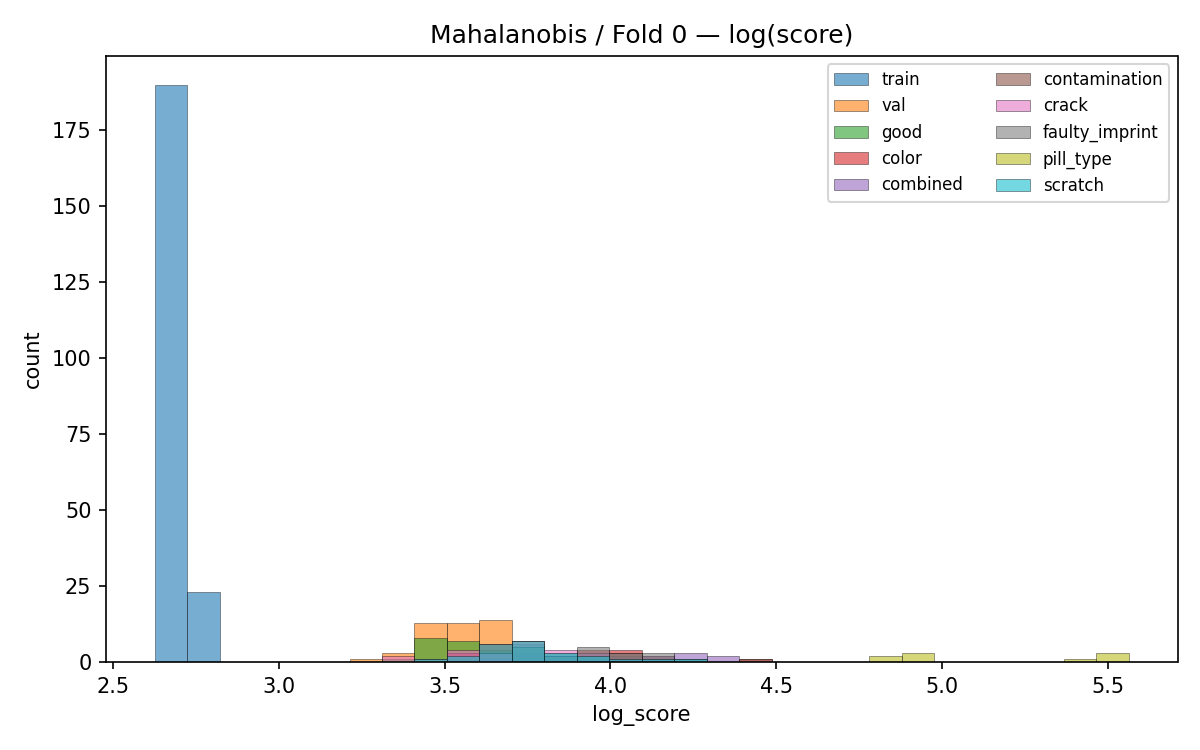 Mahalanobis / Fold 0 — log(score)
train
val
good
color
combined
contamination
crack
faulty_imprint
pill_type
scratch
count
175
150
125
100
75
50
25
0
2.5 3.0 3.5 4.0 4.5 5.0 5.5
log_score